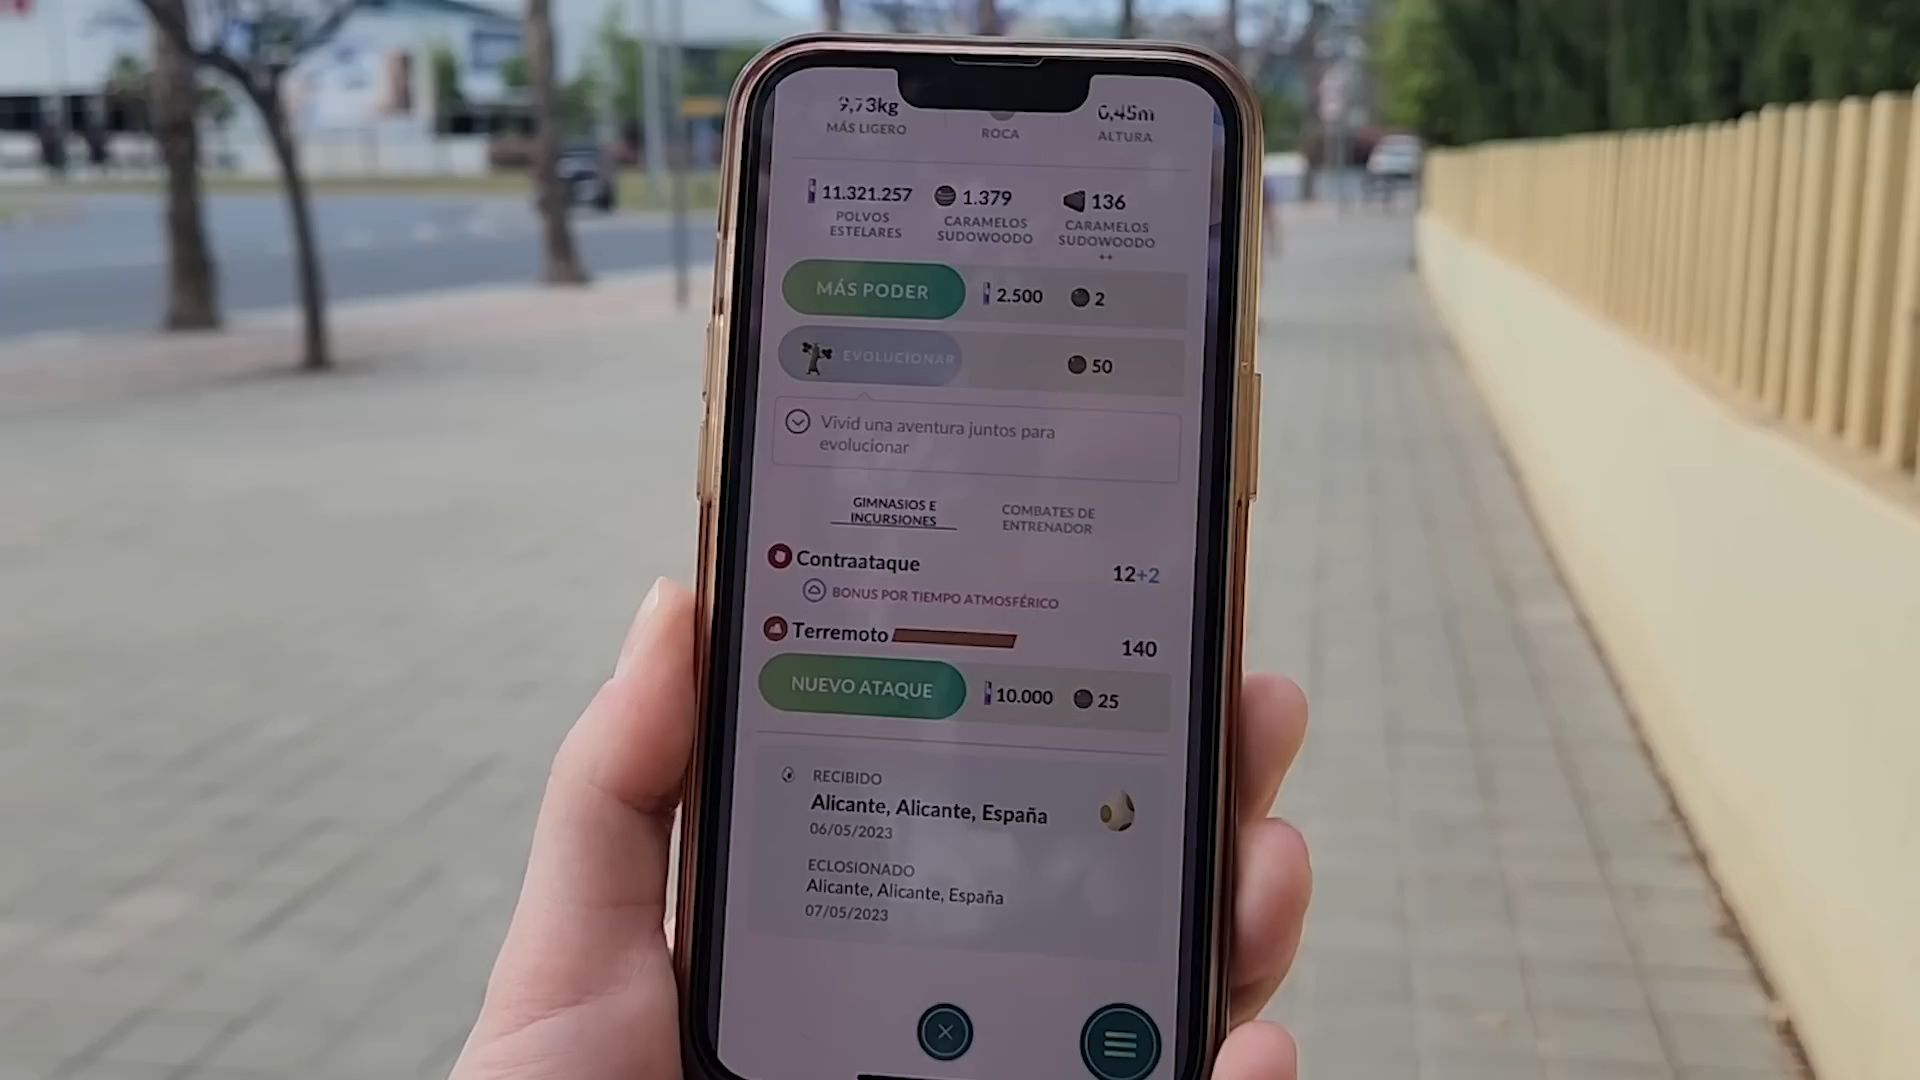 9,73kg
MÁS LIGERO
ROCA
0,45m
ALTURA
11.321.257
POLVOS
ESTELARES
1.379
CARAMELOS
SUDOWOODO
136
CARAMELOS
SUDOWOODO
++
MÁS PODER 2.500 2
EVOLUCIONAR 50
Vivid una aventura juntos para
evolucionar
GIMNASIOS E
INCURSIONES
COMBATES DE
ENTRENADOR
Contraataque 12+2
BONUS POR TIEMPO ATMOSFÉRICO
Terremoto 140
NUEVO ATAQUE 10.000 25
RECIBIDO
Alicante, Alicante, España
06/05/2023
ECLOSIONADO
Alicante, Alicante, España
07/05/2023